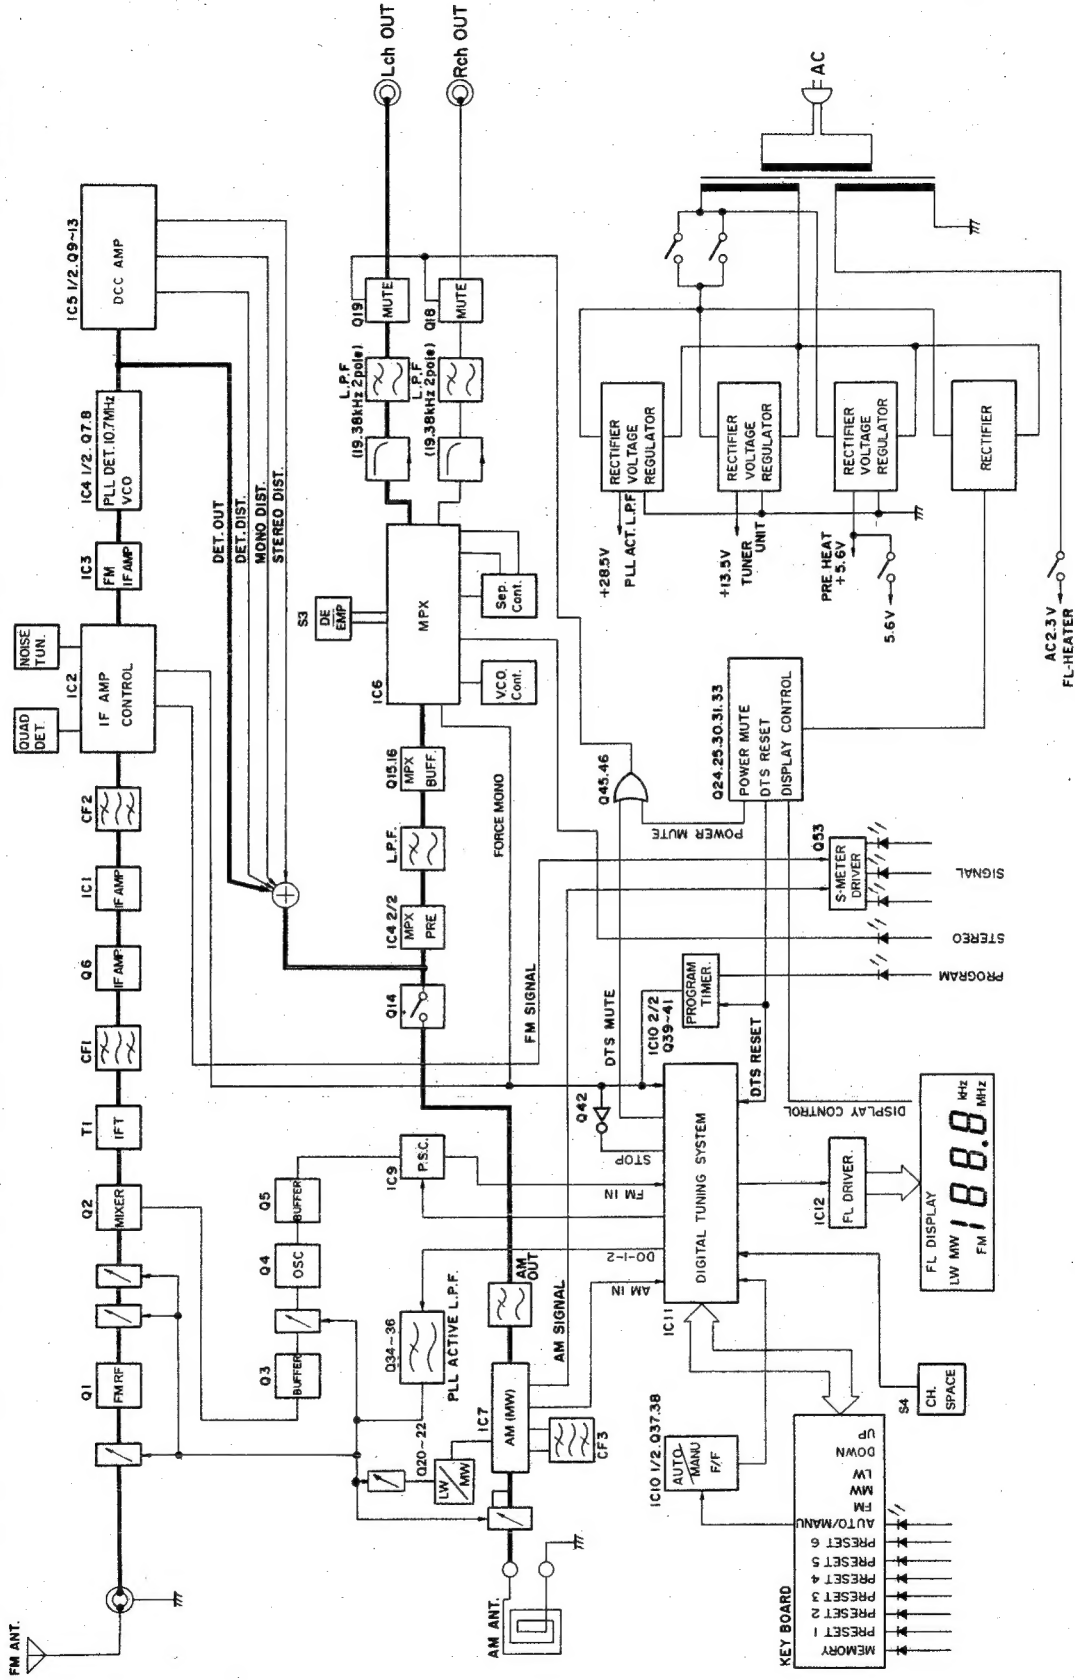 FM ANT.
Q1
FM RF
Q2
MIXER
T1
IFT
CF1
Q6
IF AMP
IC1
IF AMP
CF2
QUAD
DET.
NOISE
TUN.
IC2
IF AMP
CONTROL
IC3
FM
IF AMP
IC4 1/2. Q7.8
PLL DET. 10.7MHz
VCO
IC5 1/2. Q9~13
DCC AMP
DET. OUT
DET. DIST.
MONO DIST.
STEREO DIST.
Q3
BUFFER
Q4
OSC
Q5
BUFFER
IC9
P.S.C.
Q34~36
PLL ACTIVE L.P.F.
Q20~22
LW/MW
IC7
AM (MW)
CF3
AM
OUT
AM ANT.
AM SIGNAL
FM SIGNAL
Q14
IC4 2/2
MPX
PRE
L.P.F.
Q15.16
MPX
BUFF.
FORCE MONO
IC6
MPX
S3
DE
EMP
V.C.O.
Cont.
Sep.
Cont.
L.P.F
(19.38kHz 2pole)
L.P.F
(19.38kHz 2pole)
Q19
MUTE
Q18
MUTE
Lch OUT
Rch OUT
AM IN
DO-1-2
FM IN
STOP
Q42
DTS MUTE
IC10 2/2
Q39~41
PROGRAM
TIMER.
DTS RESET
IC11
DIGITAL TUNING SYSTEM
IC10 1/2. Q37.38
AUTO/
MANU
F/F
KEY BOARD
MEMORY
PRESET 1
PRESET 2
PRESET 3
PRESET 4
PRESET 5
PRESET 6
AUTO/MANU
FM
MW
LW
DOWN
UP
S4
CH.
SPACE
IC12
FL DRIVER.
FL DISPLAY
LW MW
FM 188.8 kHz
MHz
DISPLAY CONTROL
PROGRAM
STEREO
SIGNAL
S-METER
DRIVER
Q53
Q45.46
POWER MUTE
Q24.25.30.31.33
POWER MUTE
DTS RESET
DISPLAY CONTROL
RECTIFIER
VOLTAGE
REGULATOR
+28.5V
PLL ACT. L.P.F
RECTIFIER
VOLTAGE
REGULATOR
+13.5V
TUNER
UNIT
RECTIFIER
VOLTAGE
REGULATOR
PRE HEAT
+5.6V
5.6V
RECTIFIER
AC 2.3V
FL-HEATER
AC